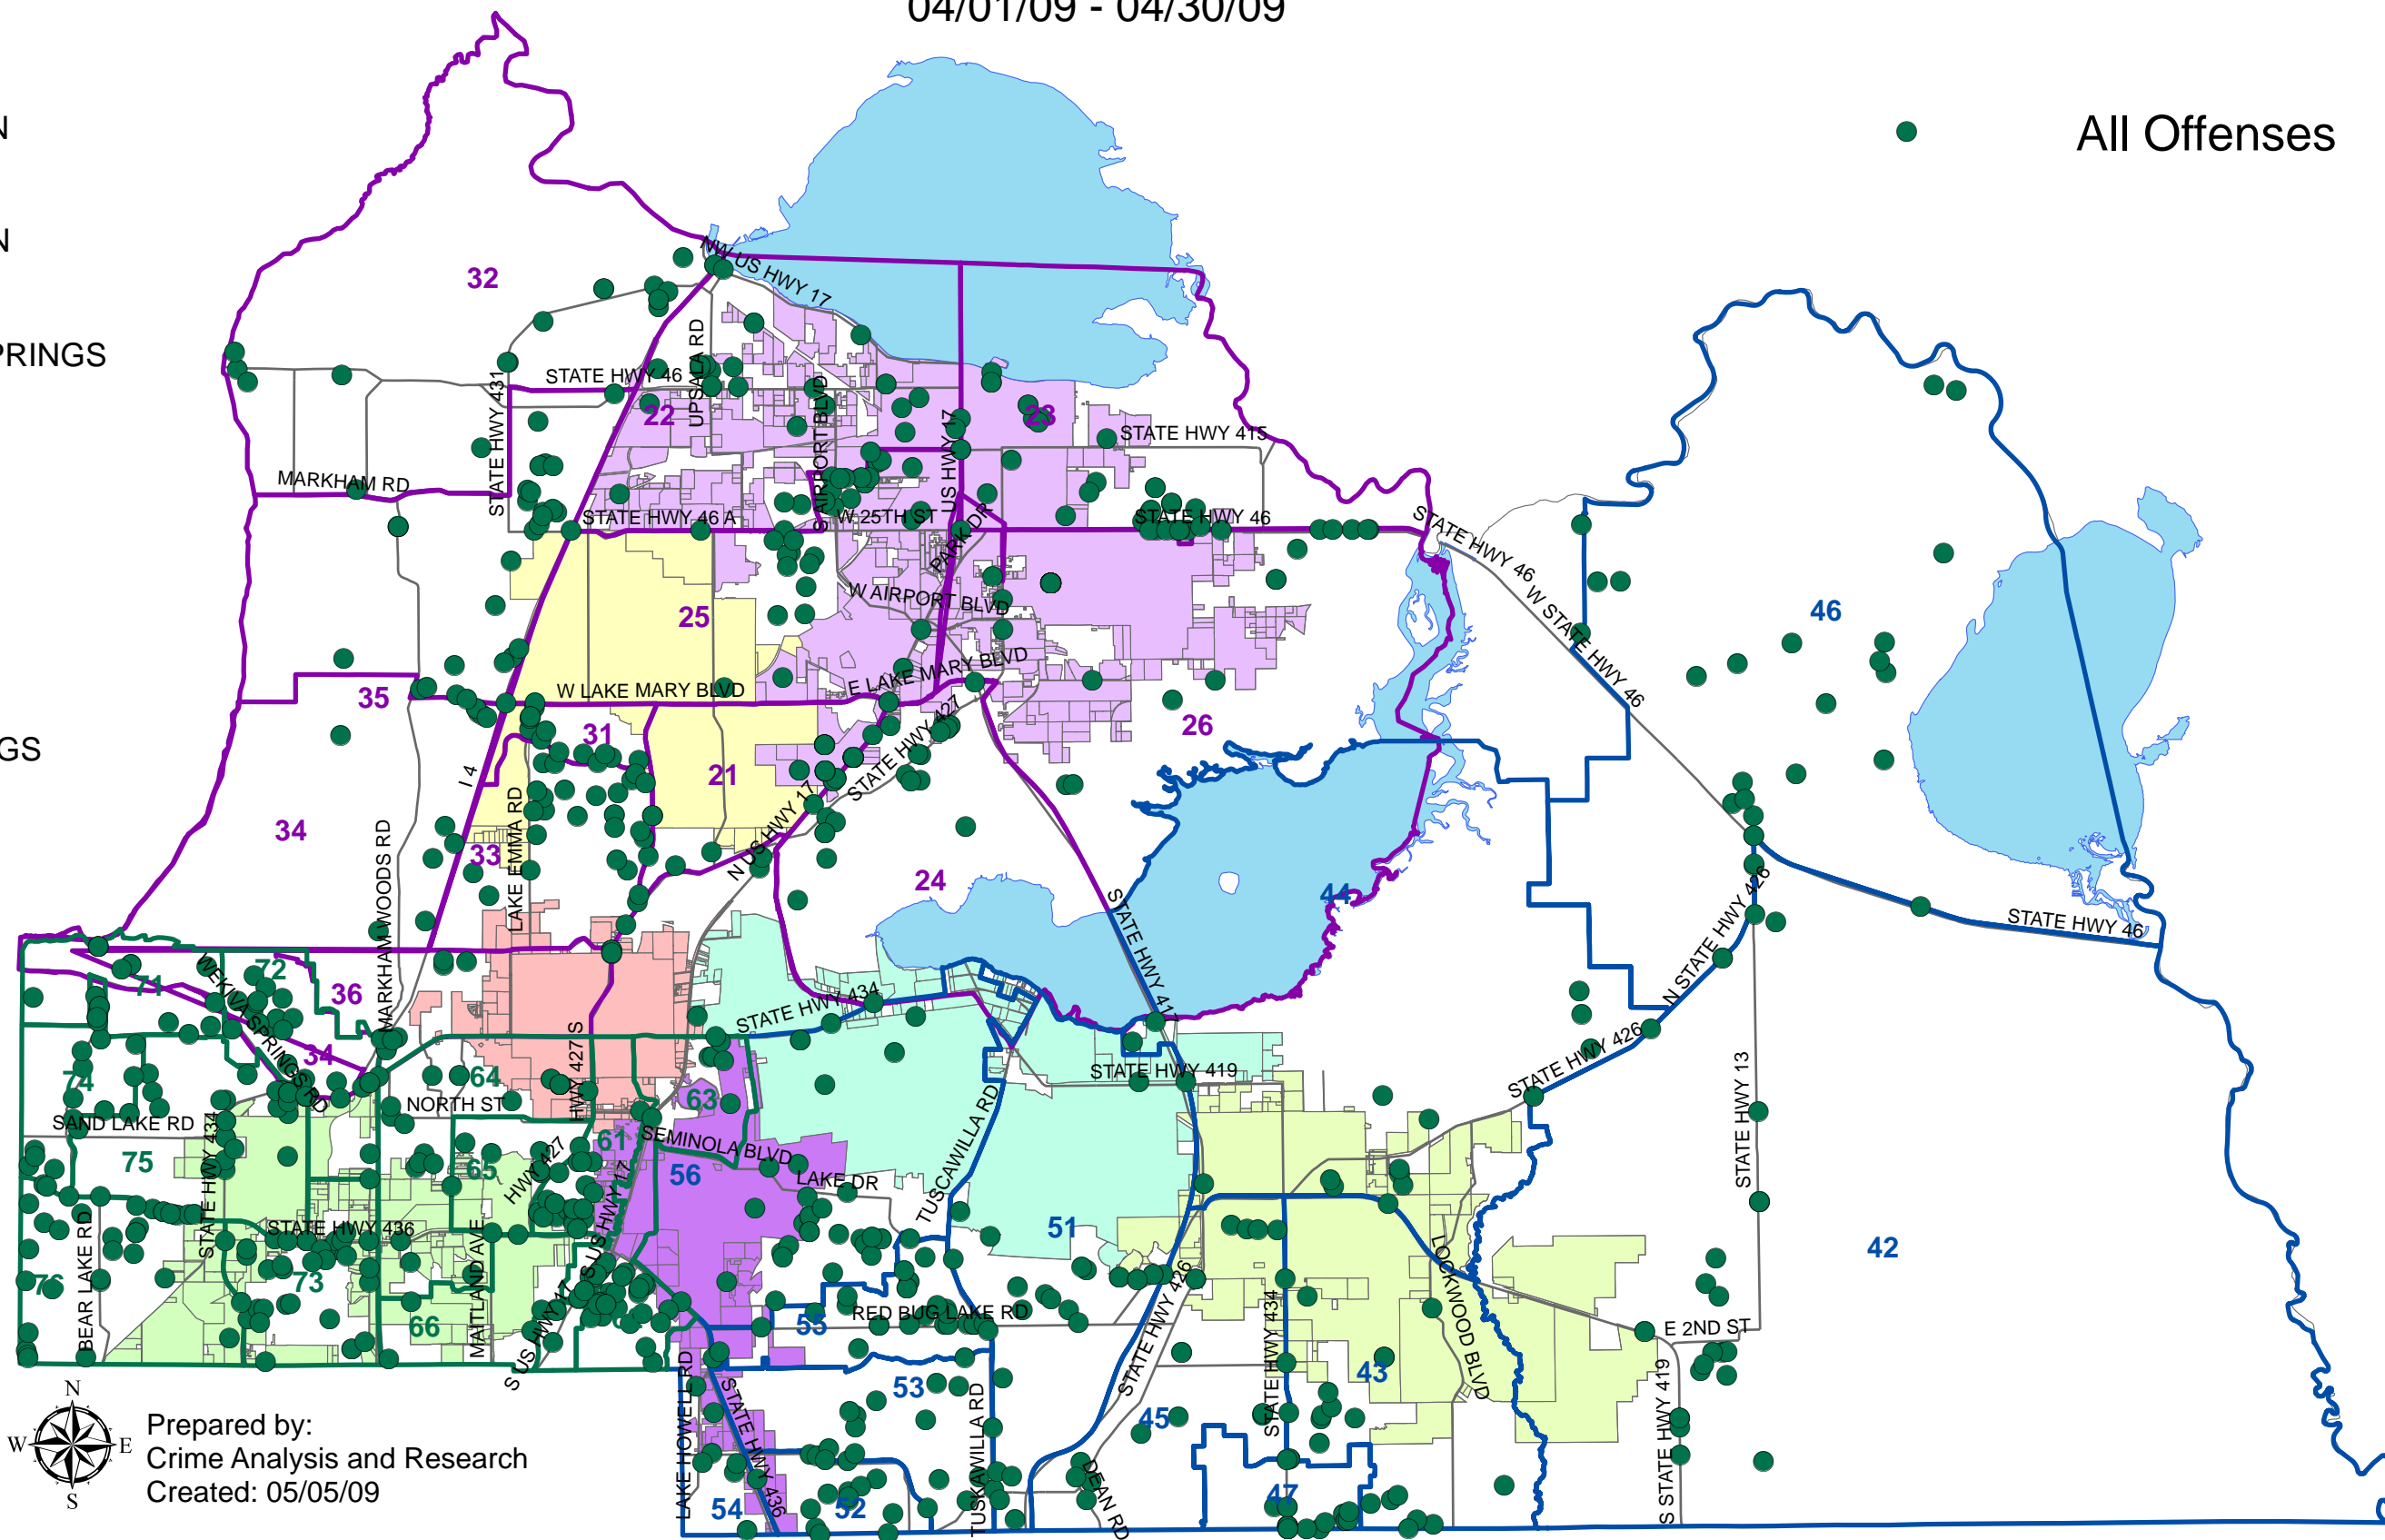 04/01/09 - 04/30/09
N
All Offenses
N
NW US HWY 17
32
PRINGS
UPSALA RD
STATE HWY 46
STATE HWY 431
22
AIRPORT BLVD
US HWY 17
23
STATE HWY 415
MARKHAM RD
STATE HWY 46 A
S AIRPORT BLVD
W 25TH ST
PARK DR
STATE HWY 46
STATE HWY 46
W STATE HWY 46
46
25
W AIRPORT BLVD
E LAKE MARY BLVD
W LAKE MARY BLVD
35
26
GS
31
STATE HWY 427
I 4
21
34
LAKE EMMA RD
33
N US HWY 17
24
44
MARKHAM WOODS RD
STATE HWY 417
N STATE HWY 426
STATE HWY 46
71
WEKIVA SPRINGS RD
72
36
STATE HWY 434
HWY 427 S
34
74
64
STATE HWY 419
STATE HWY 426
STATE HWY 13
SAND LAKE RD
STATE HWY 434
NORTH ST
63
TUSCAWILLA RD
75
61
SEMINOLA BLVD
65
HWY 427
56
LAKE DR
S US HWY 17
BEAR LAKE RD
STATE HWY 436
51
42
76
73
MAITLAND AVE
66
S US HWY 17
55
RED BUG LAKE RD
STATE HWY 426
STATE HWY 434
LOCKWOOD BLVD
E 2ND ST
43
53
LAKE HOWELL RD
STATE HWY 436
TUSKAWILLA RD
45
S STATE HWY 419
54
52
DEAN RD
47
N
W
E
S
Prepared by:
Crime Analysis and Research
Created: 05/05/09